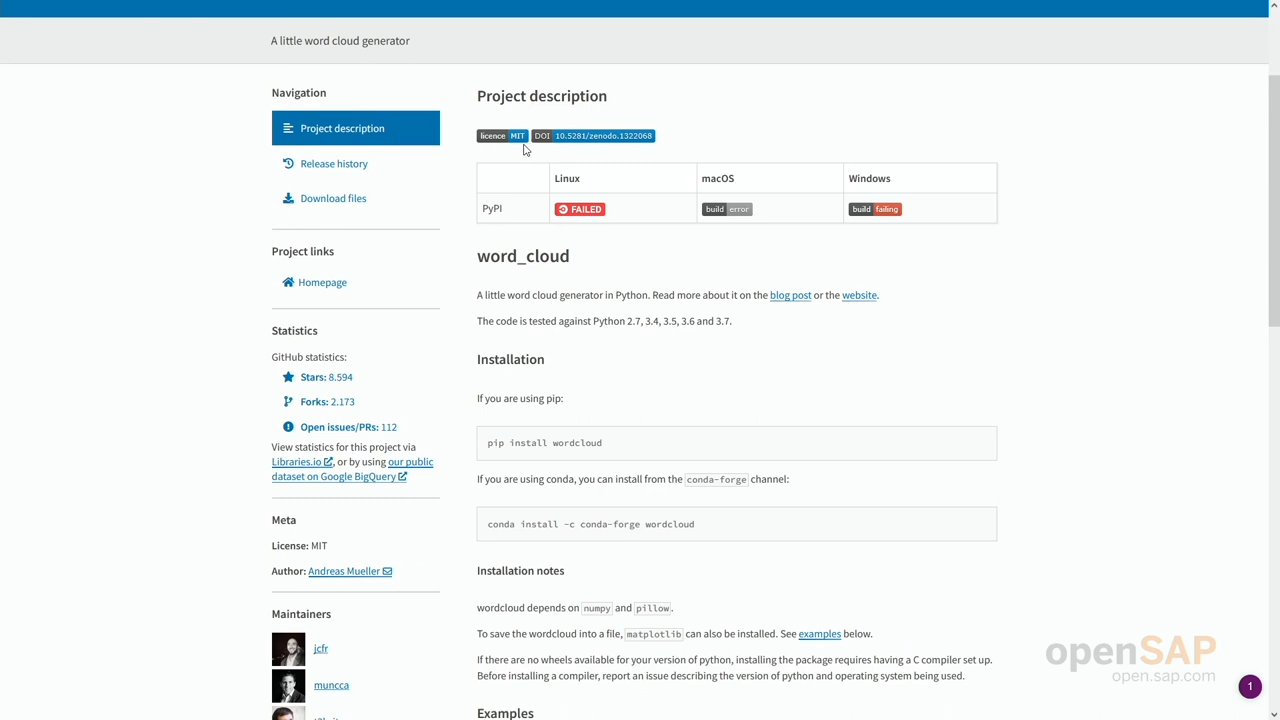 A little word cloud generator
Navigation
Project description
Release history
Download files
Project links
Homepage
Statistics
GitHub statistics:
Stars: 8.594
Forks: 2.173
Open issues/PRs: 112
View statistics for this project via
Libraries.io, or by using our public
dataset on Google BigQuery
Meta
License: MIT
Author: Andreas Mueller
Maintainers
jcfr
muncca
Project description
licence MIT DOI 10.5281/zenodo.1322068
Linux macOS Windows
PyPI FAILED build error build failing
word_cloud
A little word cloud generator in Python. Read more about it on the blog post or the website.
The code is tested against Python 2.7, 3.4, 3.5, 3.6 and 3.7.
Installation
If you are using pip:
pip install wordcloud
If you are using conda, you can install from the conda-forge channel:
conda install -c conda-forge wordcloud
Installation notes
wordcloud depends on numpy and pillow.
To save the wordcloud into a file, matplotlib can also be installed. See examples below.
If there are no wheels available for your version of python, installing the package requires having a C compiler set up.
Before installing a compiler, report an issue describing the version of python and operating system being used.
Examples
openSAP
open.sap.com
1